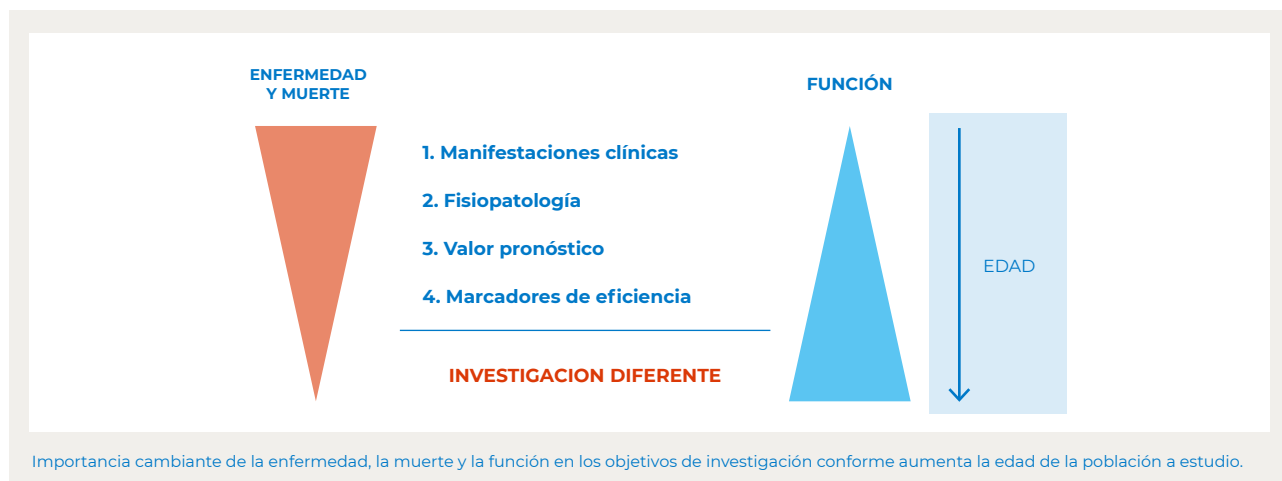 ENFERMEDAD
Y MUERTE
FUNCIÓN
1. Manifestaciones clínicas
2. Fisiopatología
3. Valor pronóstico
4. Marcadores de eficiencia
EDAD
INVESTIGACION DIFERENTE
Importancia cambiante de la enfermedad, la muerte y la función en los objetivos de investigación conforme aumenta la edad de la población a estudio.